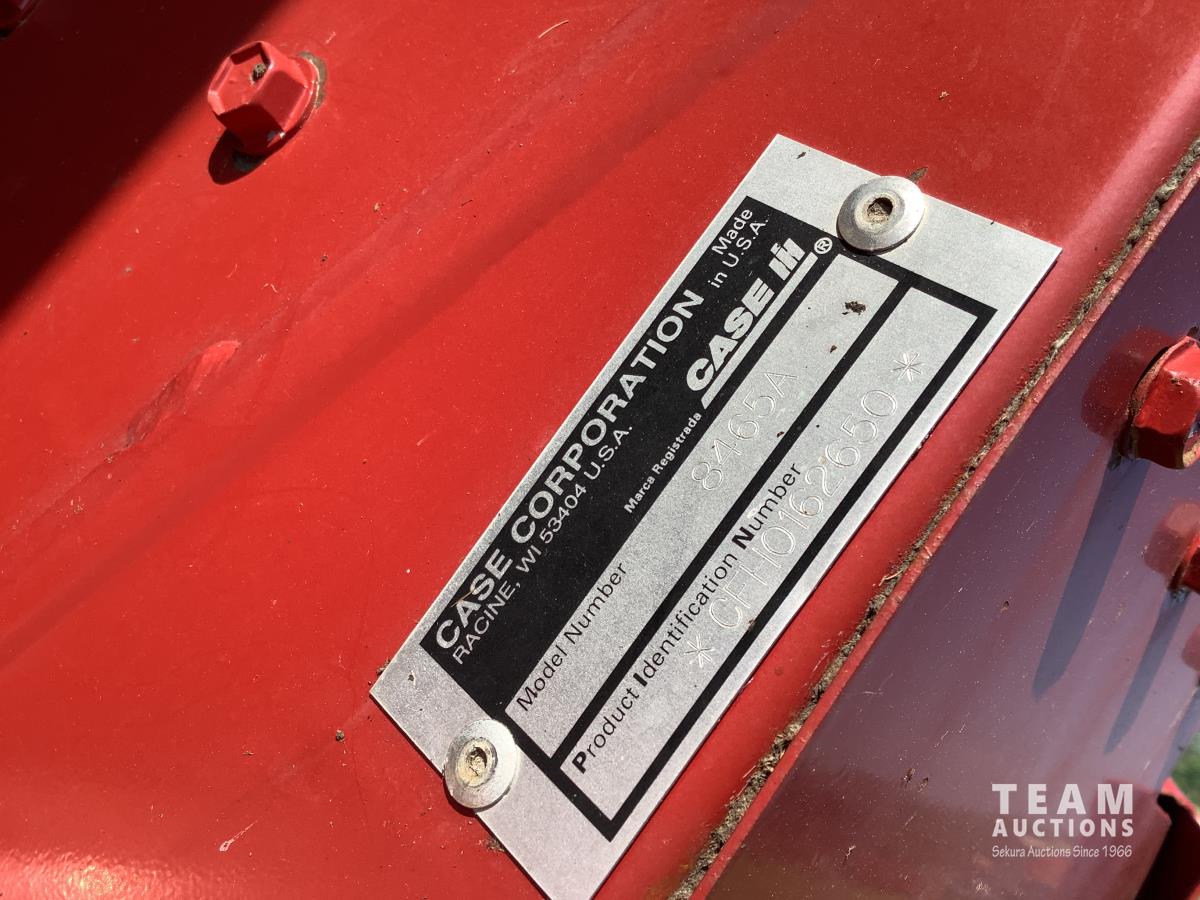 CASE CORPORATION
RACINE, WI 53404 U.S.A.
Made
in U.S.A.
Marca Registrada
CASE IH®
Model Number 8465A
Product Identification Number
* CFH0162650 *
TEAM
AUCTIONS
Sekura Auctions Since 1966